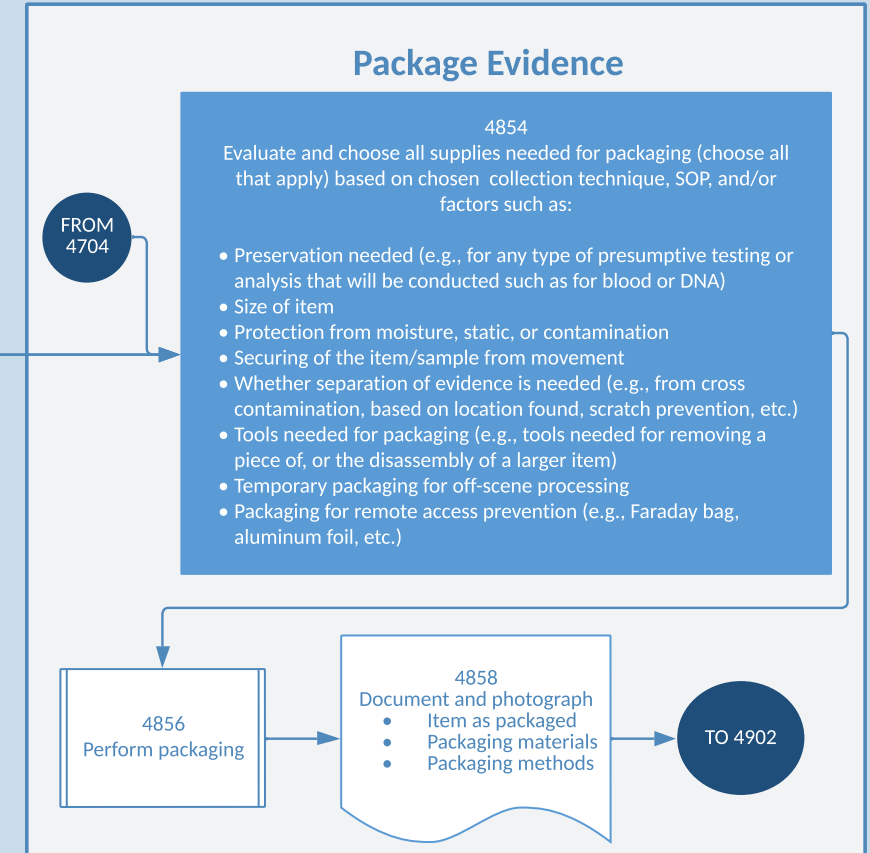 Package Evidence
4854
Evaluate and choose all supplies needed for packaging (choose all
that apply) based on chosen  collection technique, SOP, and/or
factors such as:
FROM
4704
• Preservation needed (e.g., for any type of presumptive testing or
analysis that will be conducted such as for blood or DNA)
• Size of item
• Protection from moisture, static, or contamination
• Securing of the item/sample from movement
• Whether separation of evidence is needed (e.g., from cross
contamination, based on location found, scratch prevention, etc.)
• Tools needed for packaging (e.g., tools needed for removing a
piece of, or the disassembly of a larger item)
• Temporary packaging for off-scene processing
• Packaging for remote access prevention (e.g., Faraday bag,
aluminum foil, etc.)
4856
Perform packaging
4858
Document and photograph
• Item as packaged
• Packaging materials
• Packaging methods
TO 4902